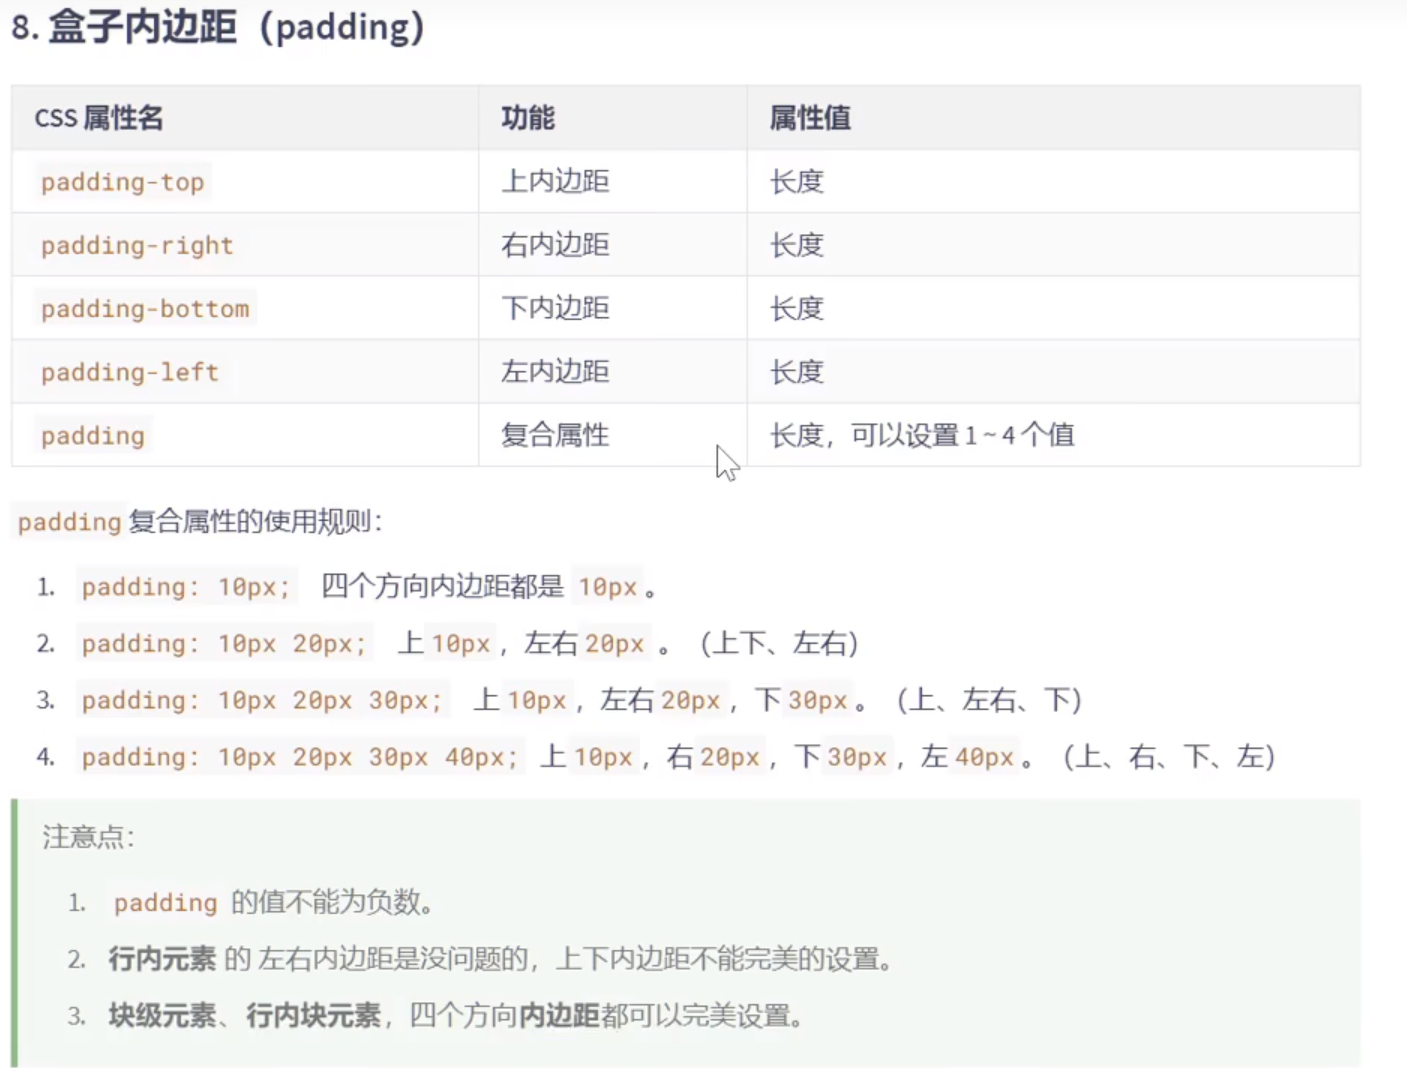 8. 盒子内边距（padding）
CSS 属性名 功能 属性值
padding-top 上内边距 长度
padding-right 右内边距 长度
padding-bottom 下内边距 长度
padding-left 左内边距 长度
padding 复合属性 长度，可以设置 1 ~ 4 个值
padding 复合属性的使用规则：
1. padding: 10px; 四个方向内边距都是 10px 。
2. padding: 10px 20px; 上 10px ，左右 20px 。（上下、左右）
3. padding: 10px 20px 30px; 上 10px ，左右 20px ，下 30px 。（上、左右、下）
4. padding: 10px 20px 30px 40px; 上 10px ，右 20px ，下 30px ，左 40px 。（上、右、下、左）
注意点：
1. padding 的值不能为负数。
2. 行内元素 的 左右内边距是没问题的，上下内边距不能完美的设置。
3. 块级元素、行内块元素，四个方向内边距都可以完美设置。